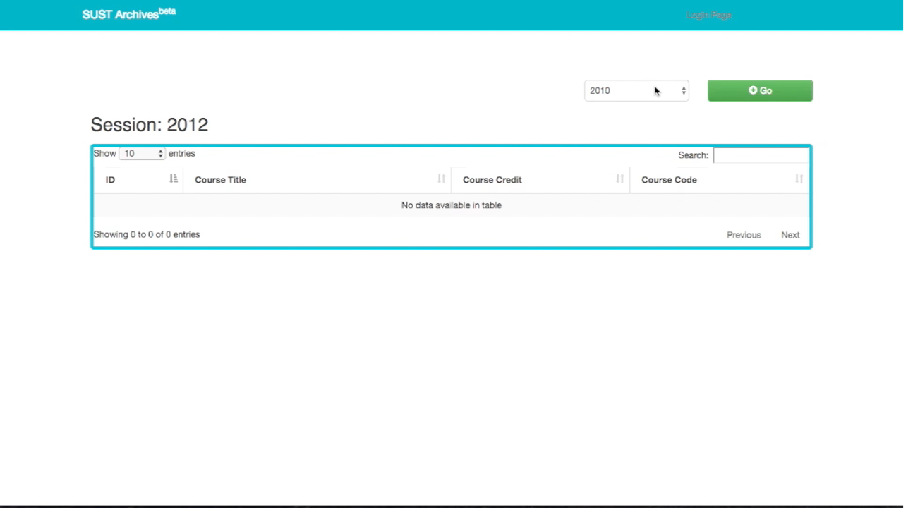 SUST Archives beta
Login Page
2010
Go
Session: 2012
Show 10 entries
Search:
ID Course Title Course Credit Course Code
No data available in table
Showing 0 to 0 of 0 entries
Previous Next